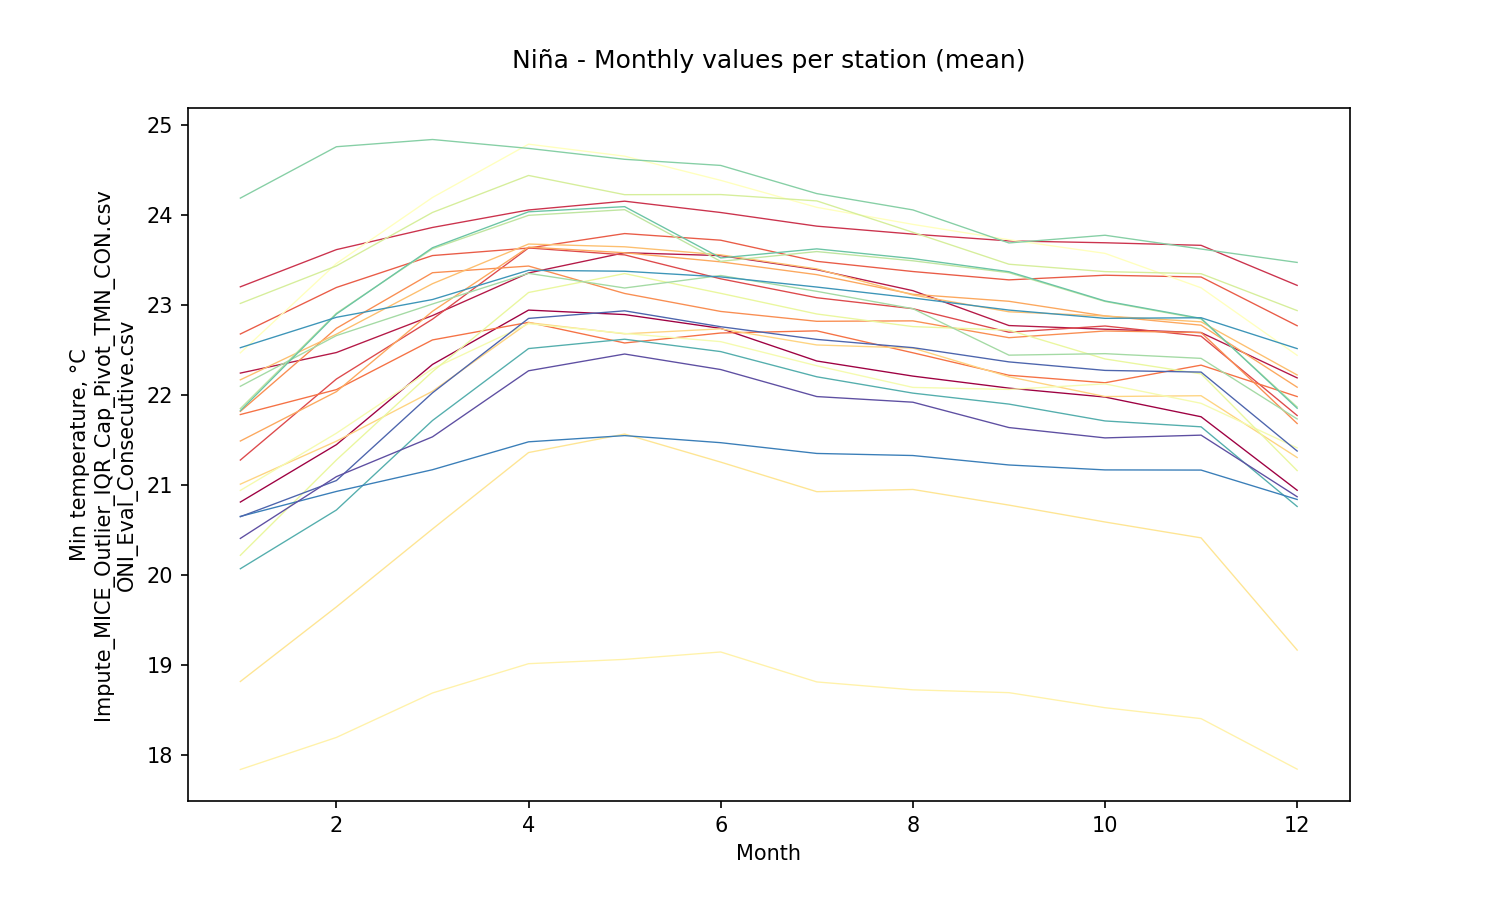 Niña - Monthly values per station (mean)
Min temperature, °C
Impute_MICE_Outlier_IQR_Cap_Pivot_TMN_CON.csv
ONI_Eval_Consecutive.csv
25
24
23
22
21
20
19
18
2 4 6 8 10 12
Month